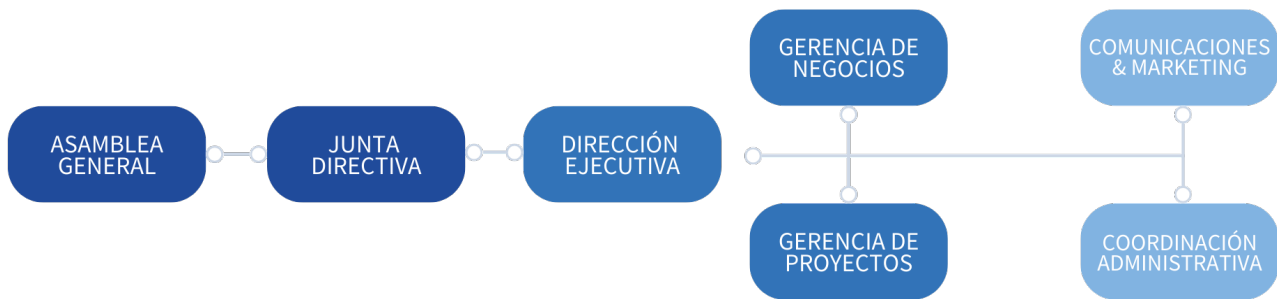 ASAMBLEA
GENERAL
JUNTA
DIRECTIVA
DIRECCIÓN
EJECUTIVA
GERENCIA DE
NEGOCIOS
COMUNICACIONES
& MARKETING
GERENCIA DE
PROYECTOS
COORDINACIÓN
ADMINISTRATIVA